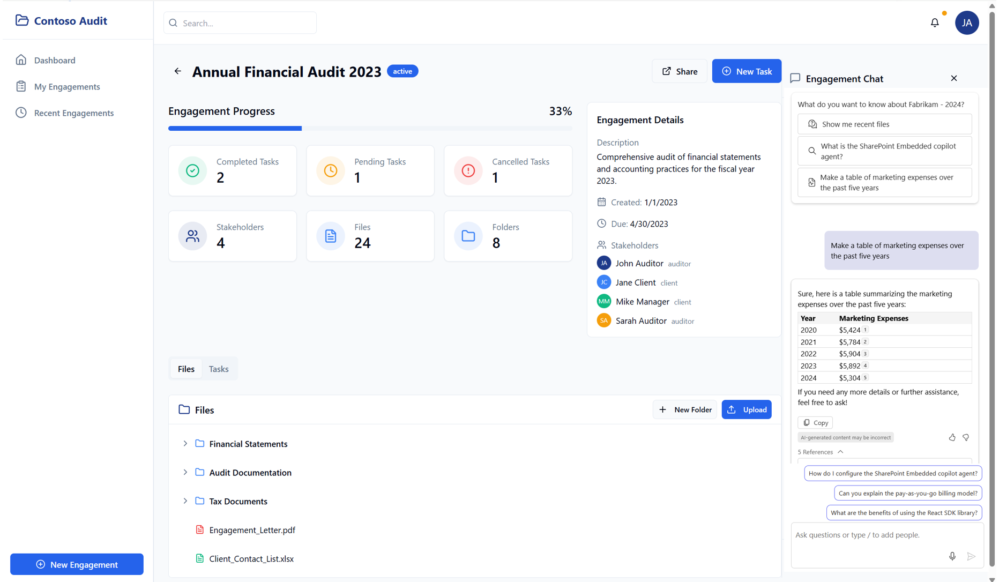 Contoso Audit
Search...
JA
Dashboard
My Engagements
Recent Engagements
New Engagement
Annual Financial Audit 2023 active
Share
New Task
Engagement Progress 33%
Completed Tasks
2
Pending Tasks
1
Cancelled Tasks
1
Stakeholders
4
Files
24
Folders
8
Engagement Details
Description
Comprehensive audit of financial statements
and accounting practices for the fiscal year
2023.
Created: 1/1/2023
Due: 4/30/2023
Stakeholders
JA John Auditor auditor
JC Jane Client client
MM Mike Manager client
SA Sarah Auditor auditor
Files Tasks
Files
New Folder
Upload
Financial Statements
Audit Documentation
Tax Documents
Engagement_Letter.pdf
Client_Contact_List.xlsx
Engagement Chat
What do you want to know about Fabrikam - 2024?
Show me recent files
What is the SharePoint Embedded copilot
agent?
Make a table of marketing expenses over
the past five years
Make a table of marketing expenses over
the past five years
Sure, here is a table summarizing the marketing
expenses over the past five years:
Year Marketing Expenses
2020 $5,424 1
2021 $5,784 2
2022 $5,904 3
2023 $5,892 4
2024 $5,304 5
If you need any more details or further assistance,
feel free to ask!
Copy
AI-generated content may be incorrect
5 References
How do I configure the SharePoint Embedded copilot agent?
Can you explain the pay-as-you-go billing model?
What are the benefits of using the React SDK library?
Ask questions or type / to add people.